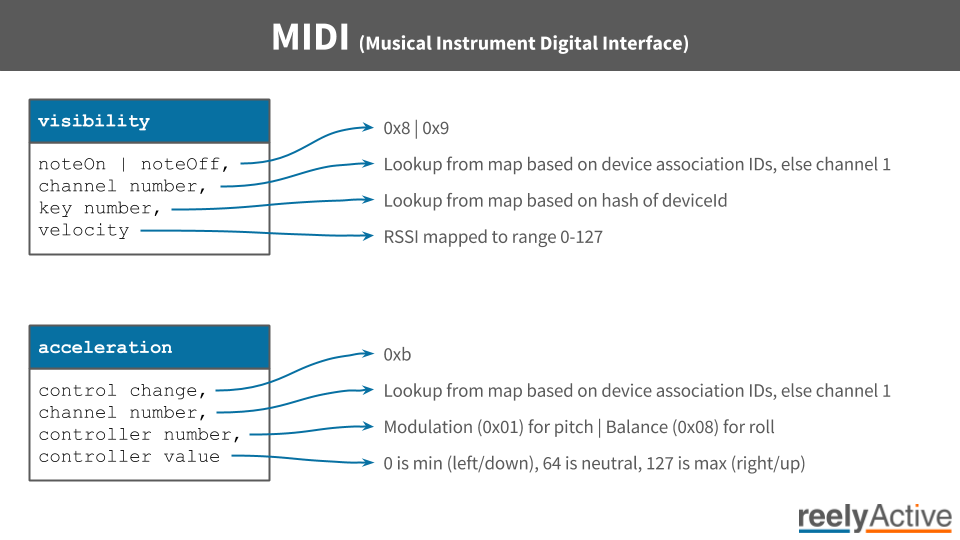 MIDI (Musical Instrument Digital Interface)
visibility
noteOn | noteOff,
channel number,
key number,
velocity
0x8 | 0x9
Lookup from map based on device association IDs, else channel 1
Lookup from map based on hash of deviceId
RSSI mapped to range 0-127
acceleration
control change,
channel number,
controller number,
controller value
0xb
Lookup from map based on device association IDs, else channel 1
Modulation (0x01) for pitch | Balance (0x08) for roll
0 is min (left/down), 64 is neutral, 127 is max (right/up)
reelyActive